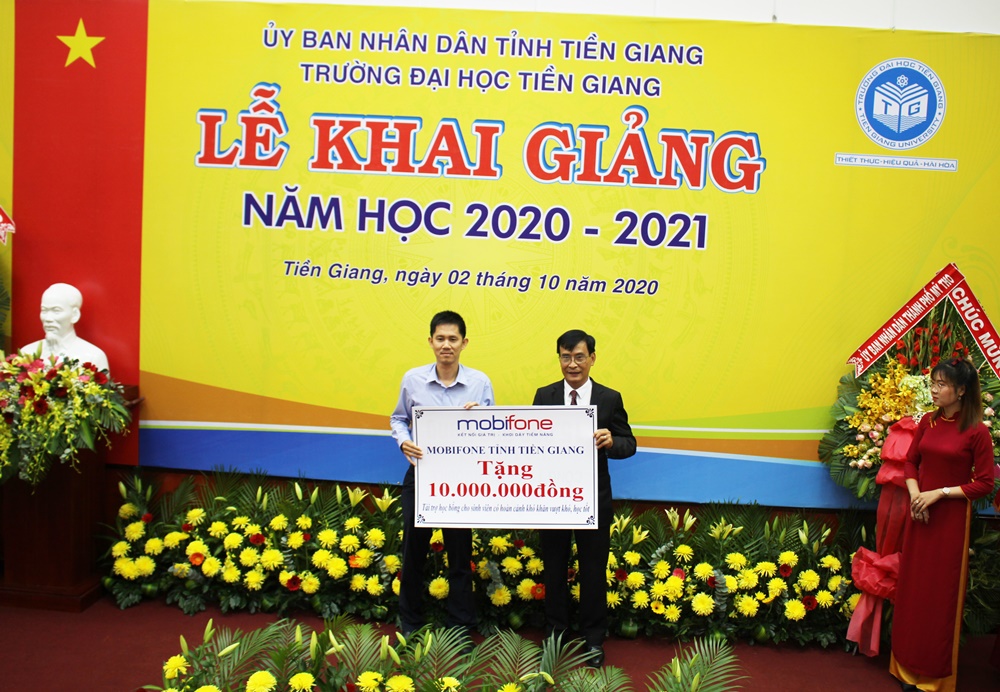 ỦY BAN NHÂN DÂN TỈNH TIỀN GIANG
TRƯỜNG ĐẠI HỌC TIỀN GIANG
LỄ KHAI GIẢNG
NĂM HỌC 2020 - 2021
Tiền Giang, ngày 02 tháng 10 năm 2020
TRƯỜNG ĐẠI HỌC TIỀN GIANG
TG
TIEN GIANG UNIVERSITY
THIẾT THỰC-HIỆU QUẢ-HÀI HÒA
ỦY BAN NHÂN DÂN THÀNH PHỐ MỸ THO
CHÚC MỪN
mobifone
KẾT NỐI GIÁ TRỊ - KHƠI DẬY TIỀM NĂNG
MOBIFONE TỈNH TIỀN GIANG
Tặng
10.000.000đồng
Tài trợ học bổng cho sinh viên có hoàn cảnh khó khăn vượt khó, học tốt